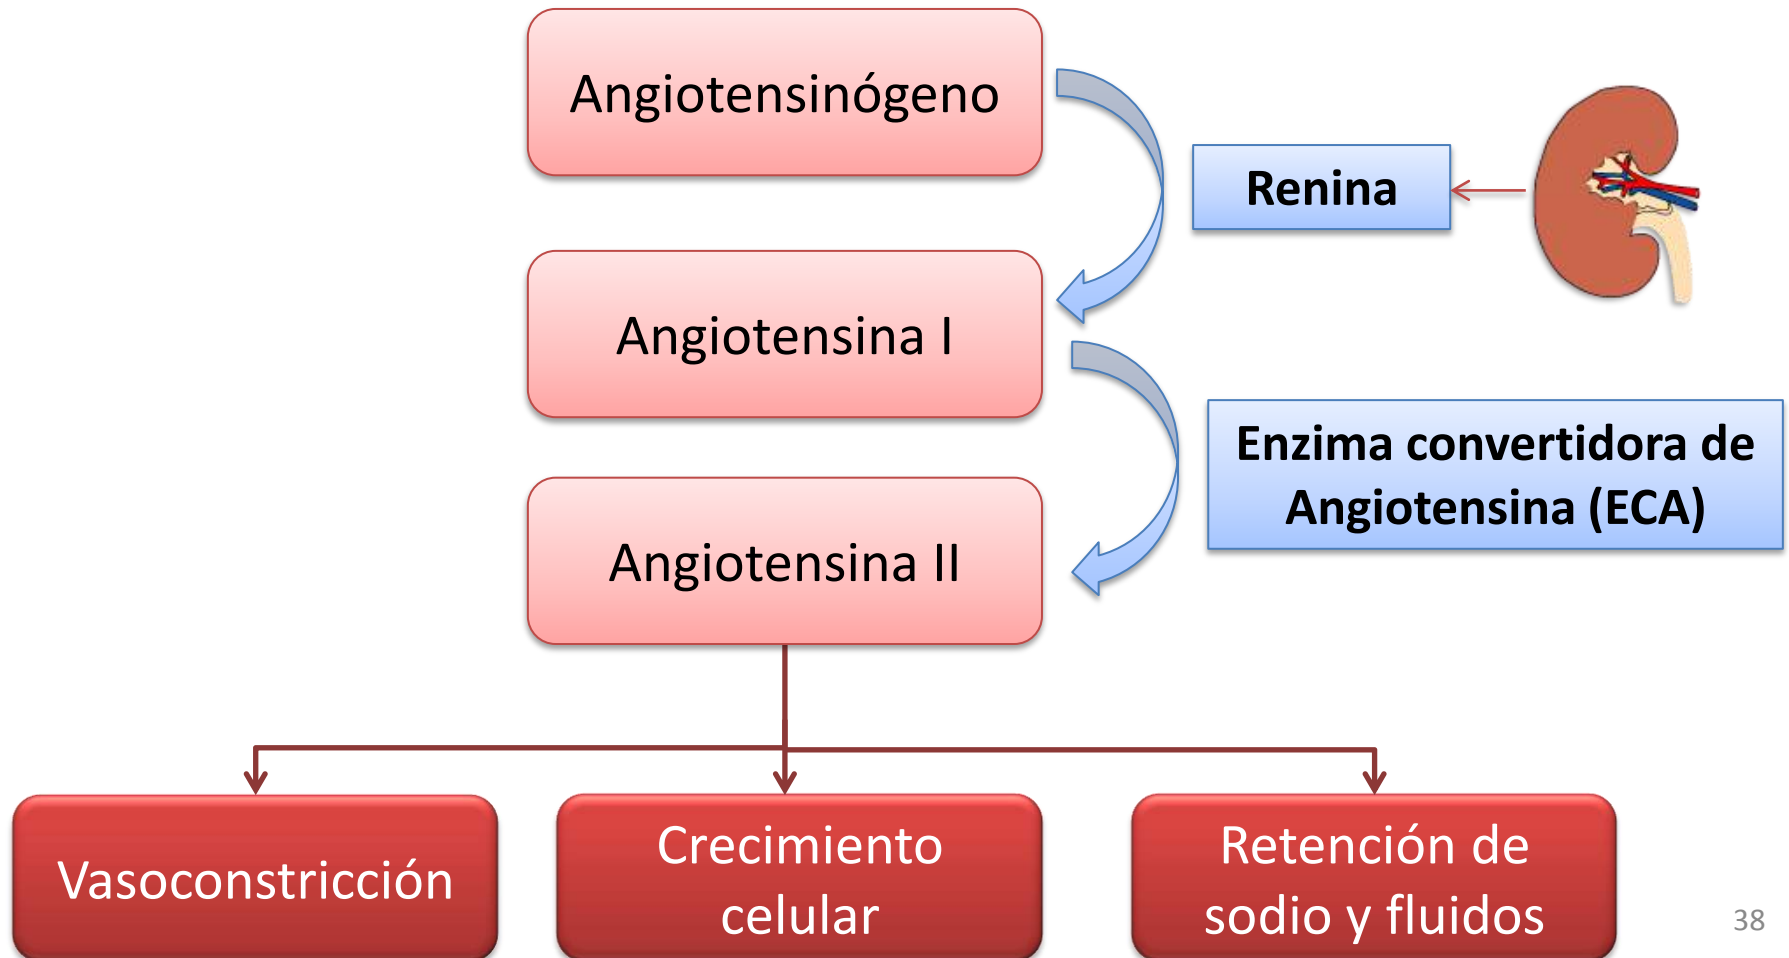 Angiotensinógeno
Renina
Angiotensina I
Enzima convertidora de
Angiotensina (ECA)
Angiotensina II
Vasoconstricción
Crecimiento
celular
Retención de
sodio y fluidos
38